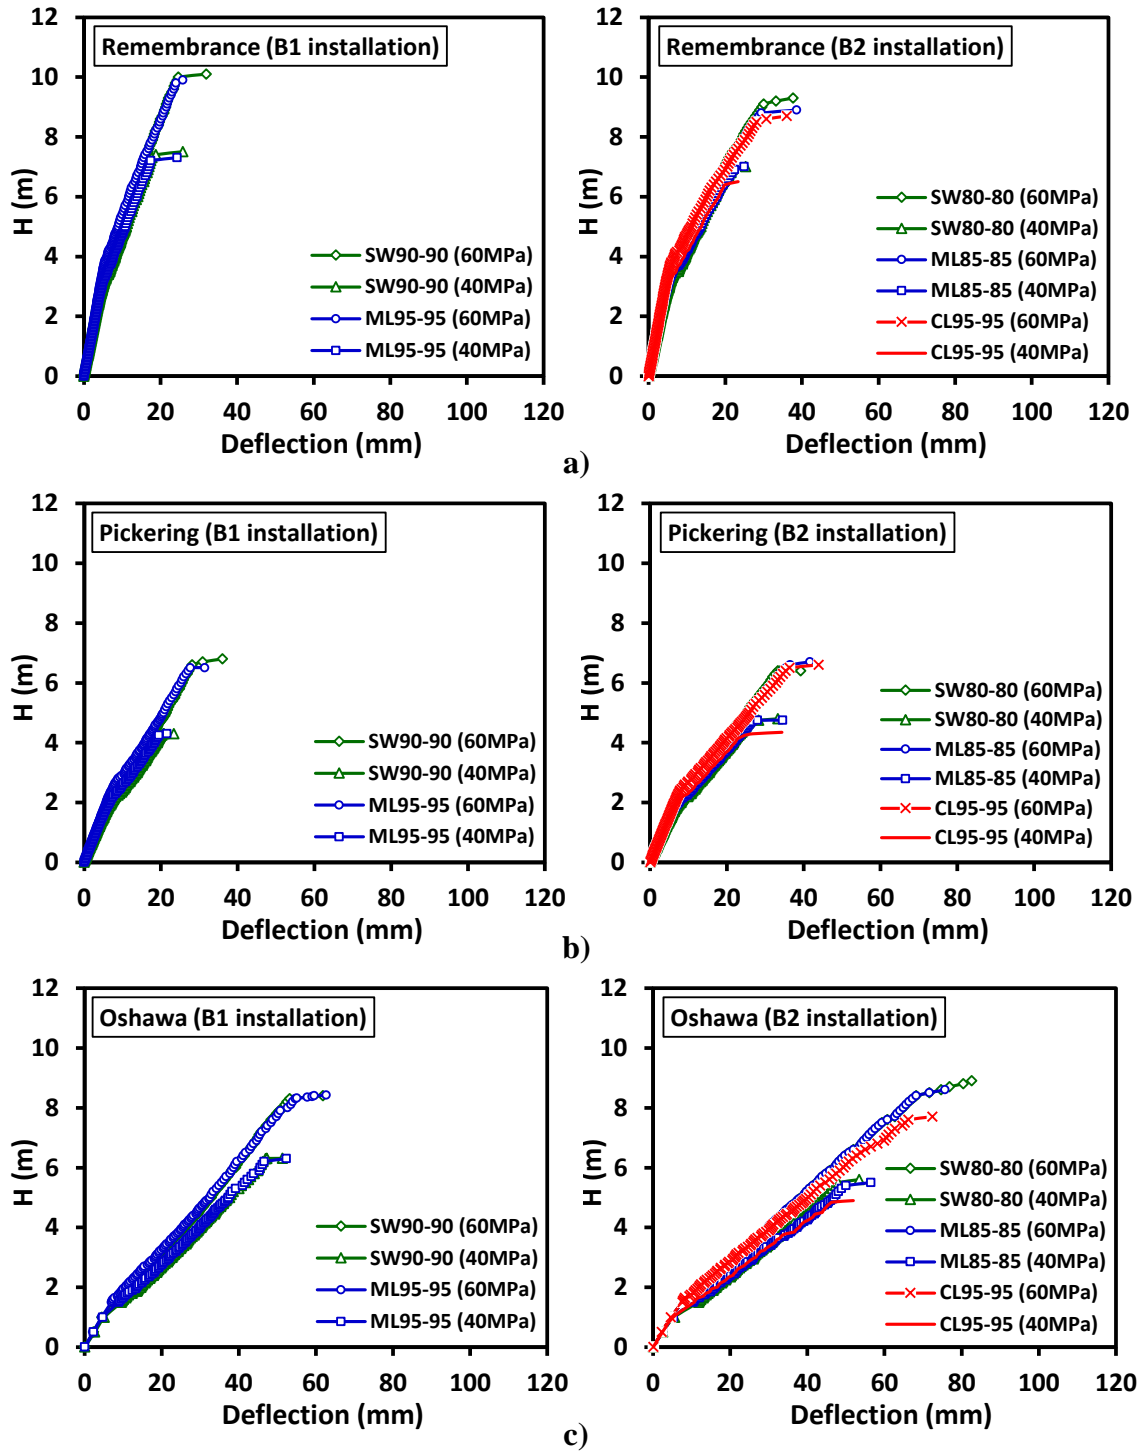 Remembrance (B1 installation)
H (m)
12
10
8
6
4
2
0
SW90-90 (60MPa)
SW90-90 (40MPa)
ML95-95 (60MPa)
ML95-95 (40MPa)
0 20 40 60 80 100 120
Deflection (mm)
Remembrance (B2 installation)
H (m)
12
10
8
6
4
2
0
SW80-80 (60MPa)
SW80-80 (40MPa)
ML85-85 (60MPa)
ML85-85 (40MPa)
CL95-95 (60MPa)
CL95-95 (40MPa)
0 20 40 60 80 100 120
Deflection (mm)
a)
Pickering (B1 installation)
H (m)
12
10
8
6
4
2
0
SW90-90 (60MPa)
SW90-90 (40MPa)
ML95-95 (60MPa)
ML95-95 (40MPa)
0 20 40 60 80 100 120
Deflection (mm)
Pickering (B2 installation)
H (m)
12
10
8
6
4
2
0
SW80-80 (60MPa)
SW80-80 (40MPa)
ML85-85 (60MPa)
ML85-85 (40MPa)
CL95-95 (60MPa)
CL95-95 (40MPa)
0 20 40 60 80 100 120
Deflection (mm)
b)
Oshawa (B1 installation)
H (m)
12
10
8
6
4
2
0
SW90-90 (60MPa)
SW90-90 (40MPa)
ML95-95 (60MPa)
ML95-95 (40MPa)
0 20 40 60 80 100 120
Deflection (mm)
Oshawa (B2 installation)
H (m)
12
10
8
6
4
2
0
SW80-80 (60MPa)
SW80-80 (40MPa)
ML85-85 (60MPa)
ML85-85 (40MPa)
CL95-95 (60MPa)
CL95-95 (40MPa)
0 20 40 60 80 100 120
Deflection (mm)
c)